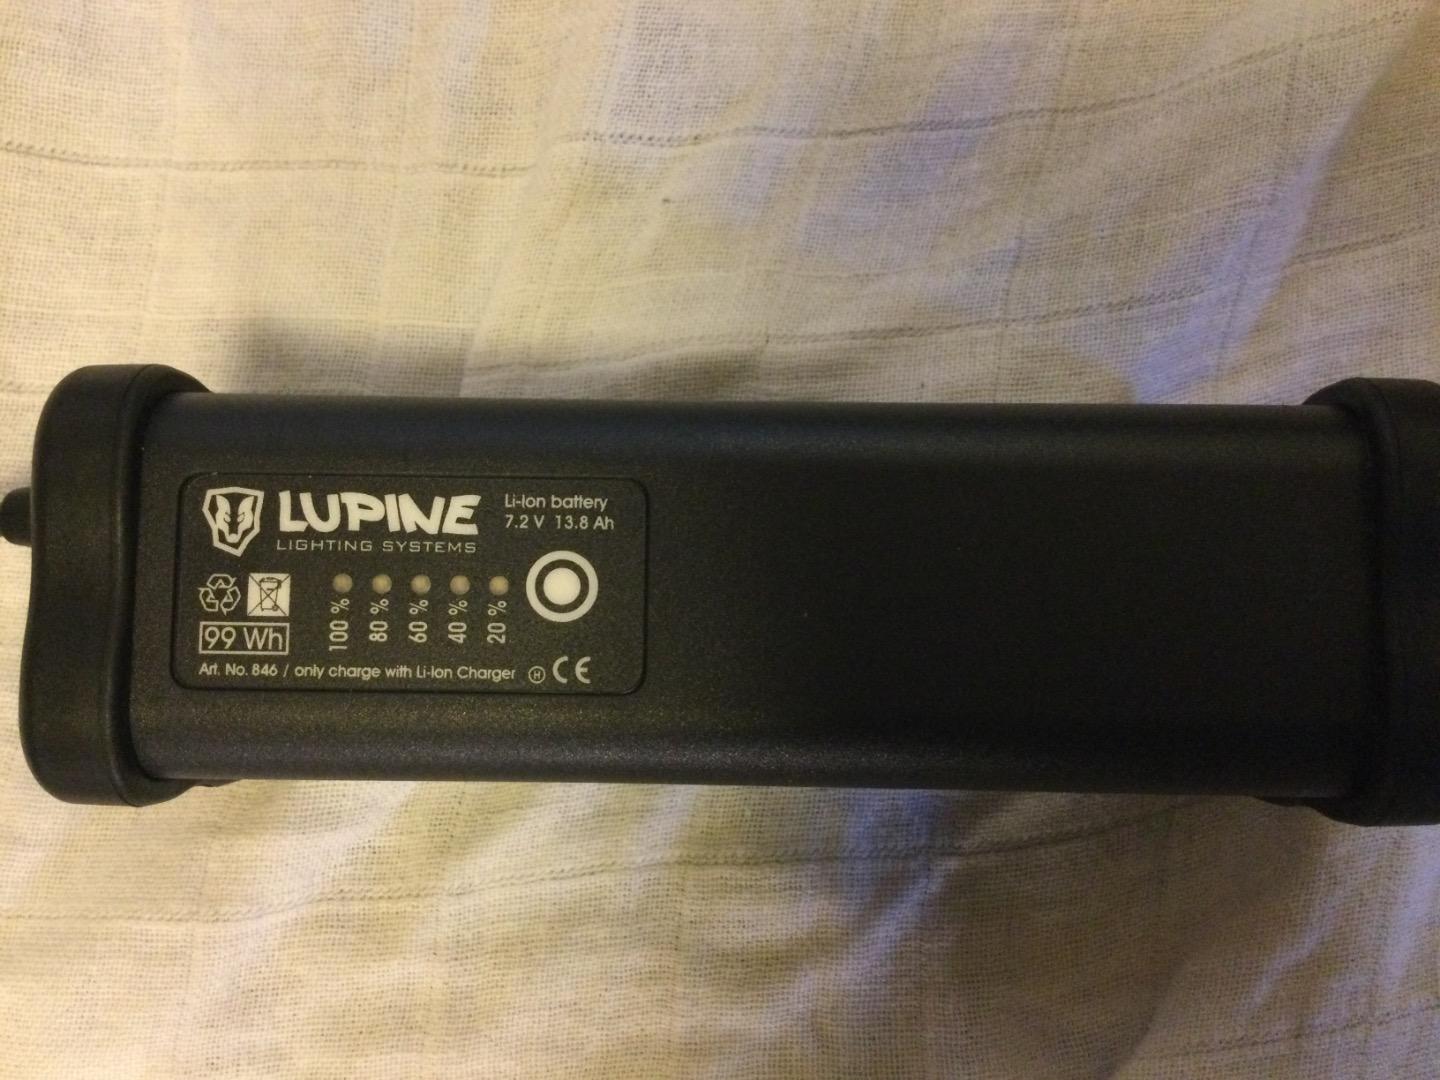 LUPINE
LIGHTING SYSTEMS
Li-Ion battery
7.2 V 13.8 Ah
100 %
80 %
60 %
40 %
20 %
99 Wh
Art. No. 846 / only charge with Li-Ion Charger H CE